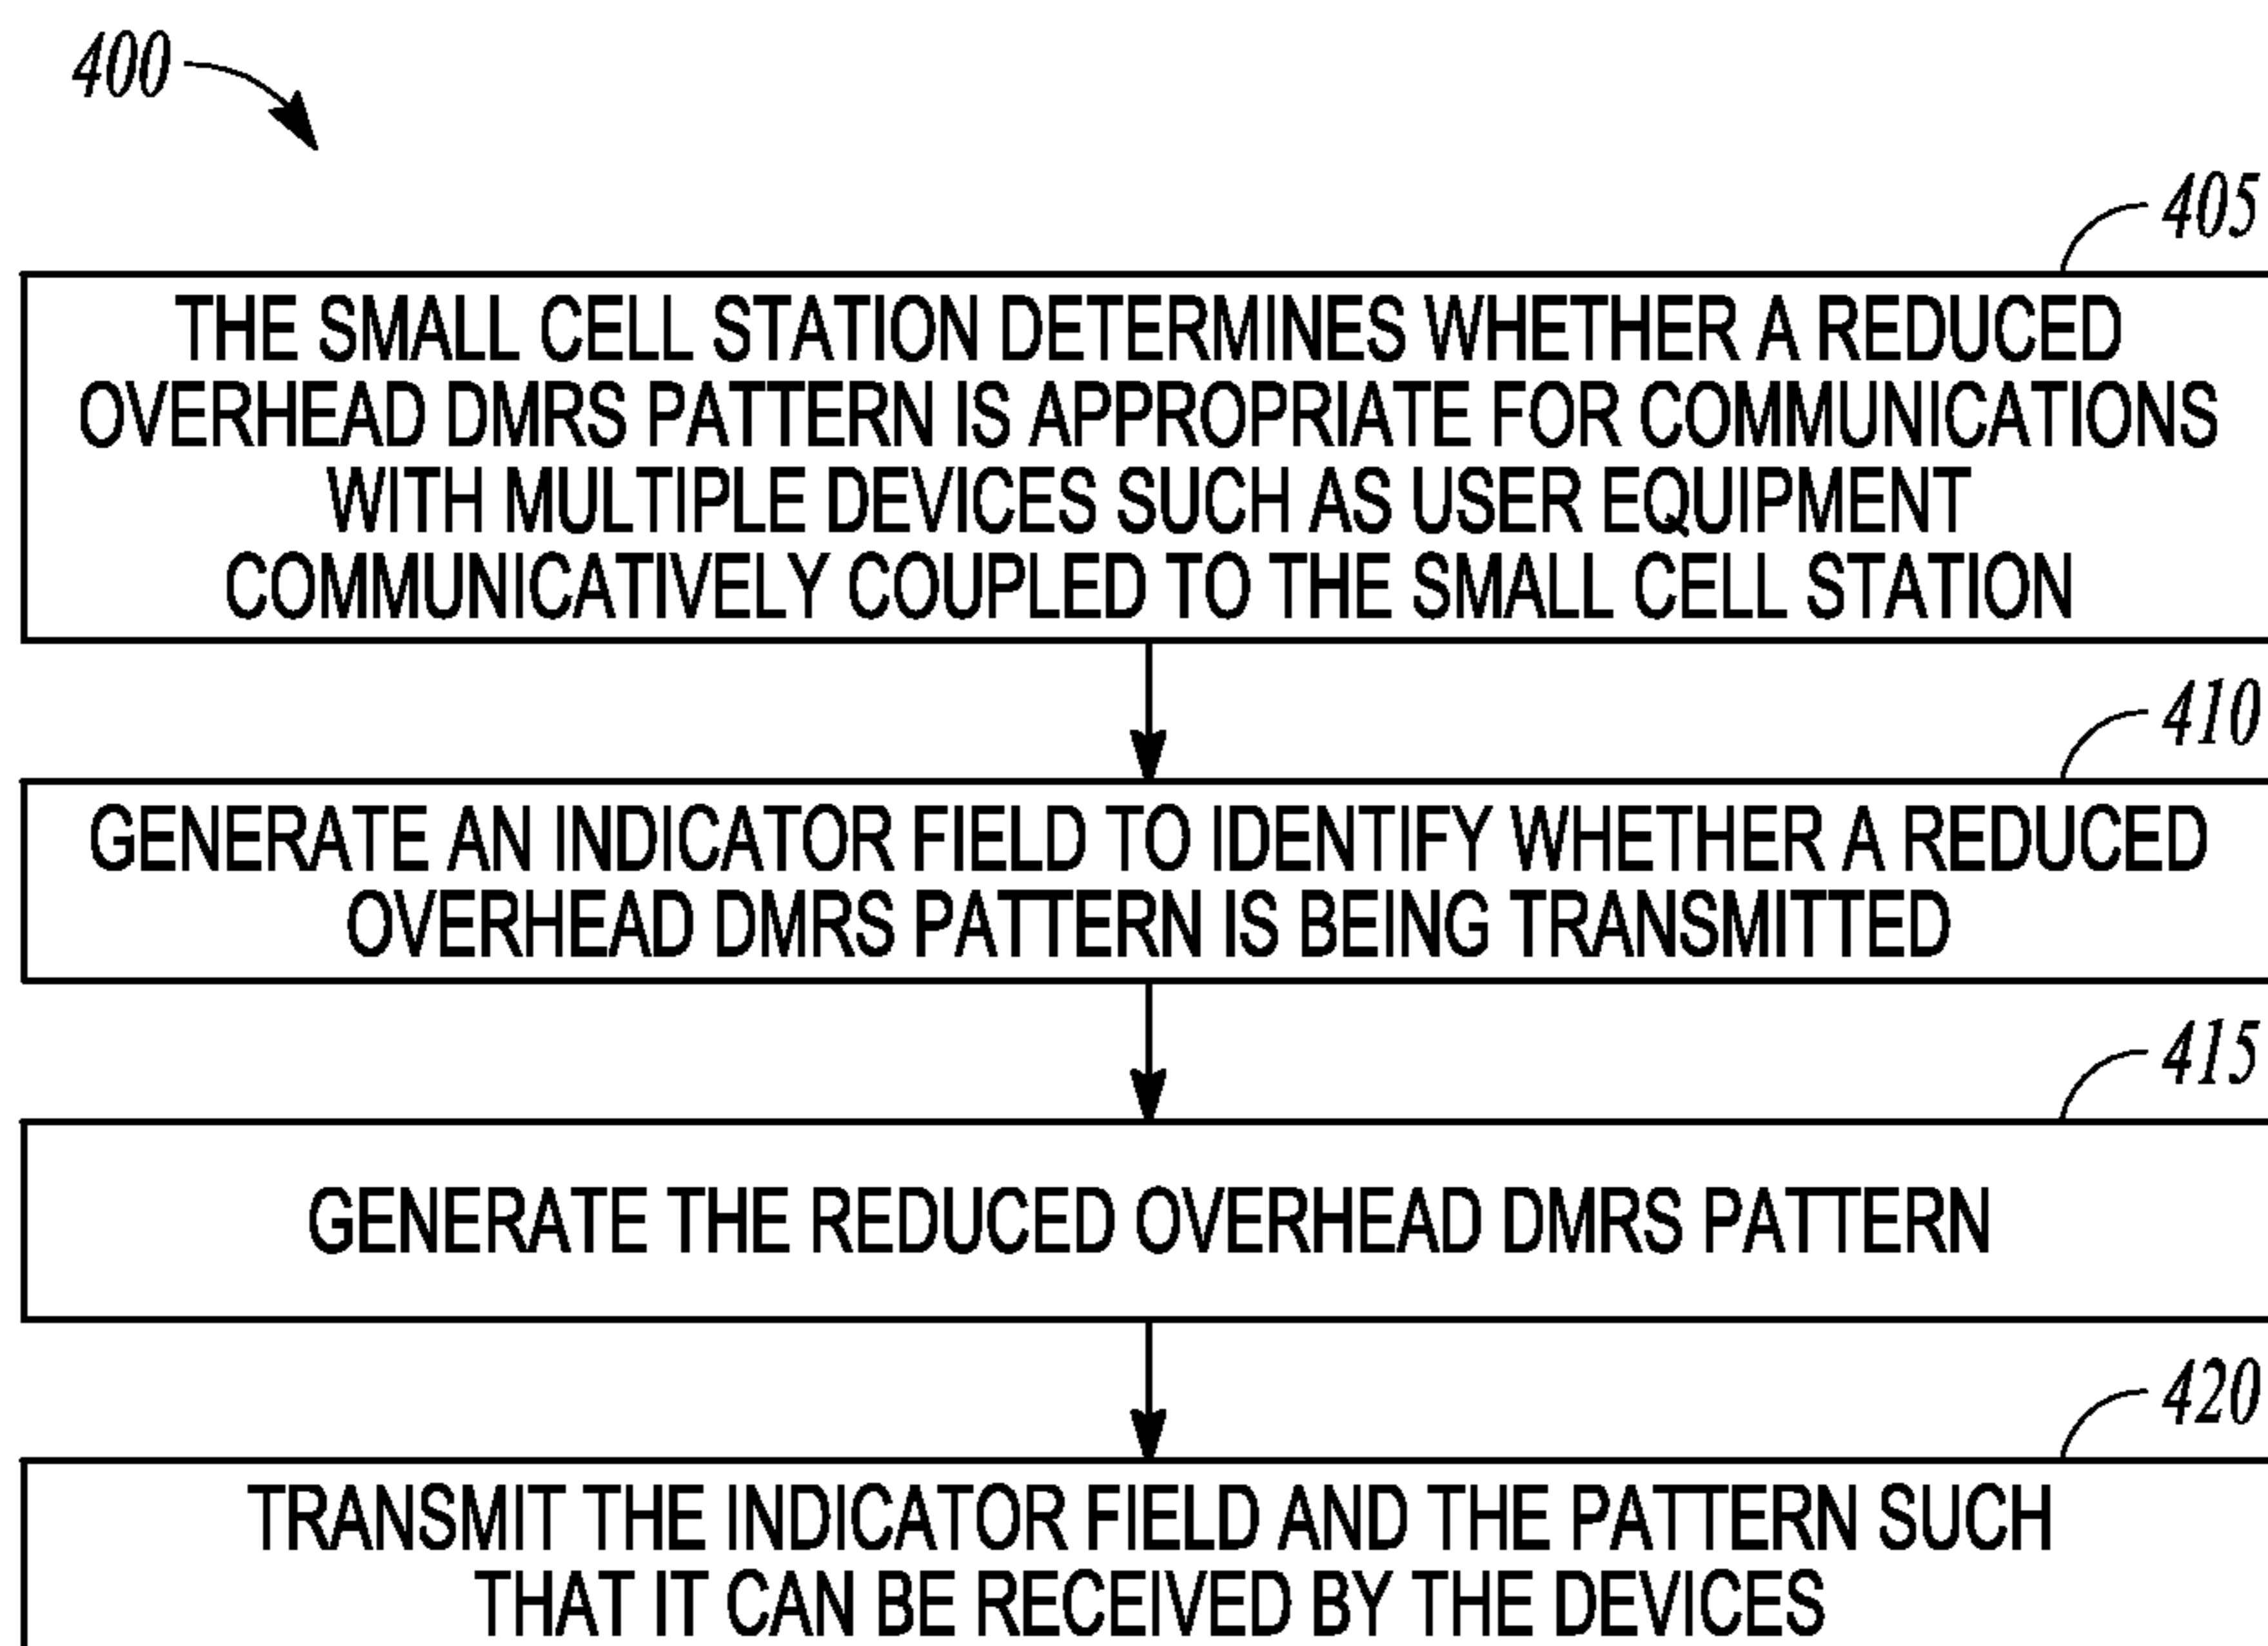 400
405
THE SMALL CELL STATION DETERMINES WHETHER A REDUCED
OVERHEAD DMRS PATTERN IS APPROPRIATE FOR COMMUNICATIONS
WITH MULTIPLE DEVICES SUCH AS USER EQUIPMENT
COMMUNICATIVELY COUPLED TO THE SMALL CELL STATION
410
GENERATE AN INDICATOR FIELD TO IDENTIFY WHETHER A REDUCED
OVERHEAD DMRS PATTERN IS BEING TRANSMITTED
415
GENERATE THE REDUCED OVERHEAD DMRS PATTERN
420
TRANSMIT THE INDICATOR FIELD AND THE PATTERN SUCH
THAT IT CAN BE RECEIVED BY THE DEVICES